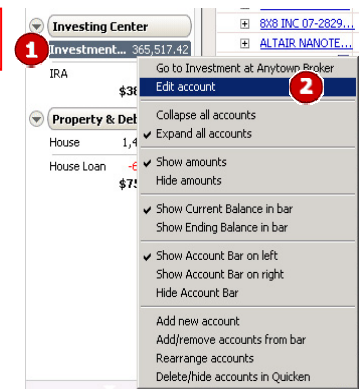 8X8 INC 07-2829...
ALTAIR NANOTE...
Investing Center
1
Investment... 365,517.42
IRA
$38
Property & Deb
House 1,4
House Loan -6
$75
Go to Investment at Anytown Broker
Edit account
2
Collapse all accounts
Expand all accounts
Show amounts
Hide amounts
Show Current Balance in bar
Show Ending Balance in bar
Show Account Bar on left
Show Account Bar on right
Hide Account Bar
Add new account
Add/remove accounts from bar
Rearrange accounts
Delete/hide accounts in Quicken